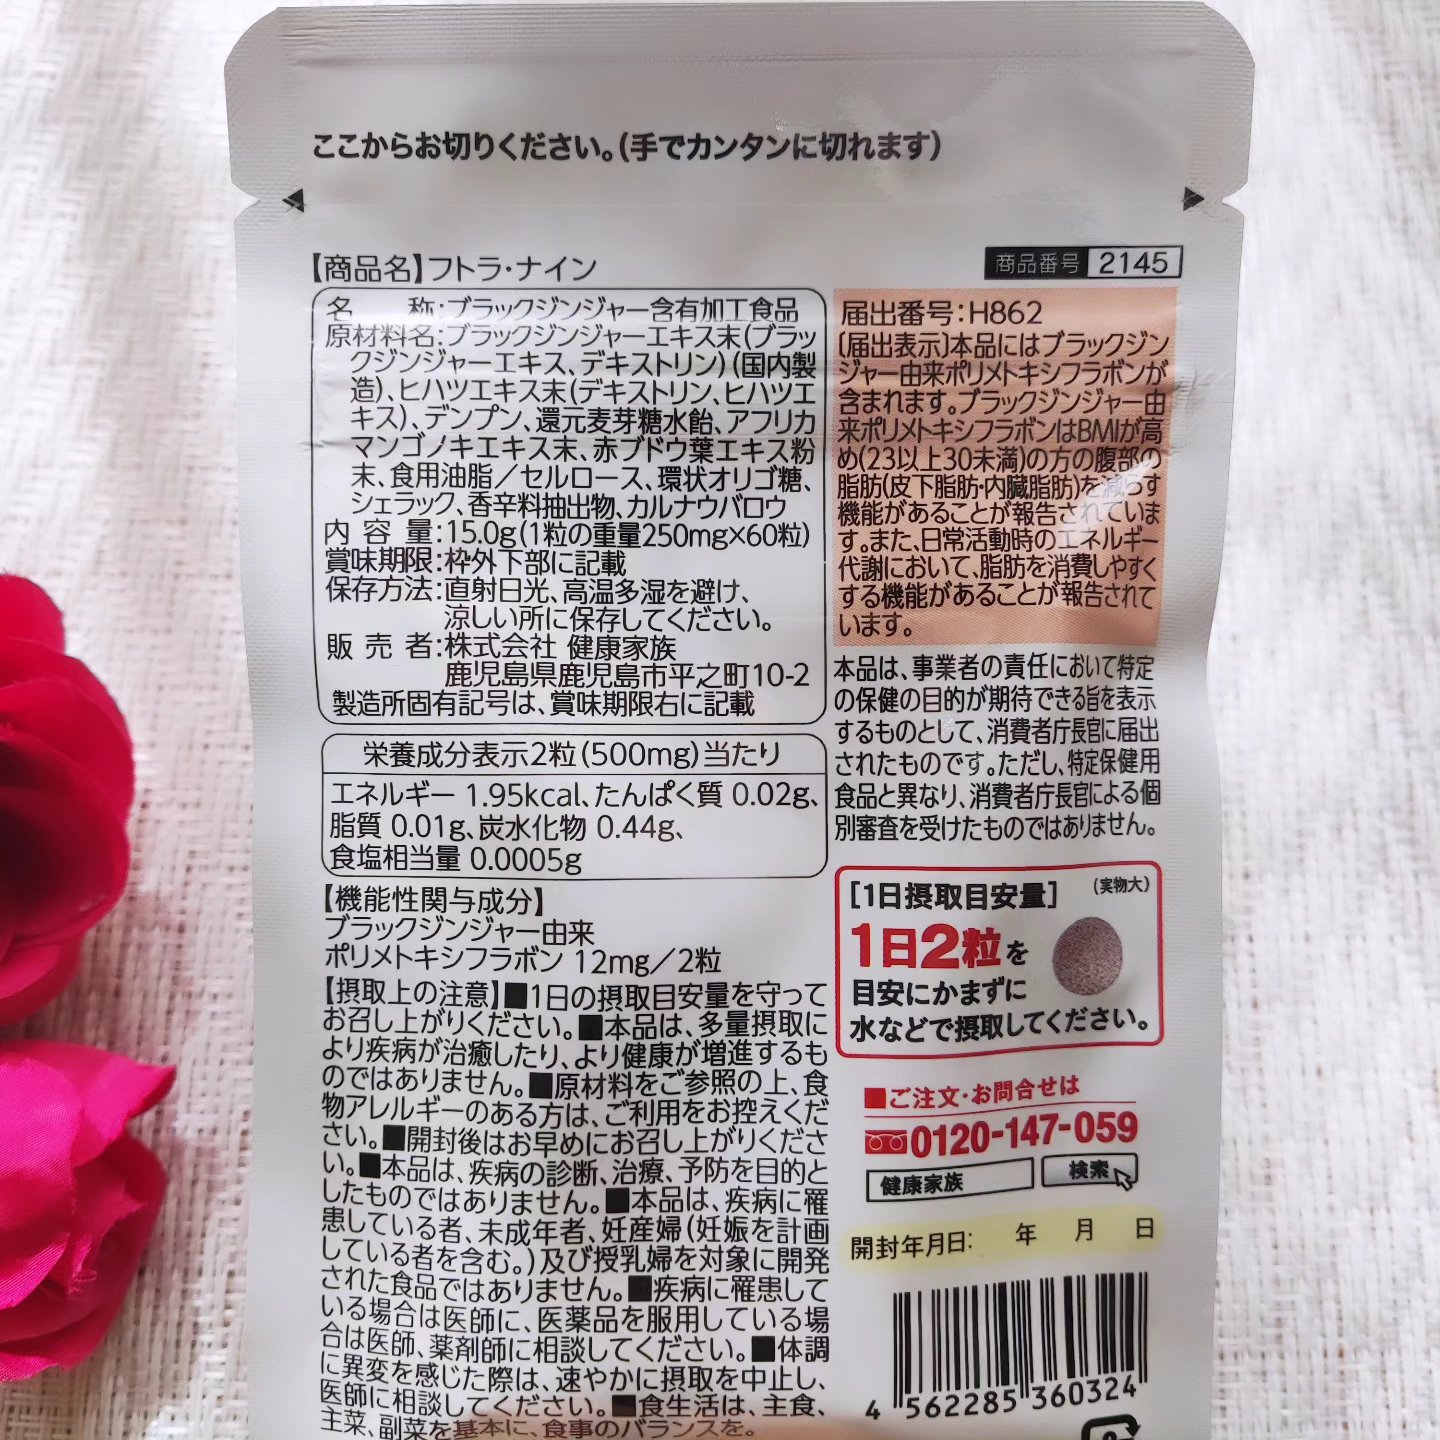 ここからお切りください。(手でカンタンに切れます)
【商品名】フトラ・ナイン
商品番号 2145
名 称:ブラックジンジャー含有加工食品
原材料名:ブラックジンジャーエキス末(ブラッ
クジンジャーエキス、デキストリン)(国内製
造)、ヒハツエキス末(デキストリン、ヒハツエ
キス)、デンプン、還元麦芽糖水飴、アフリカ
マンゴノキエキス末、赤ブドウ葉エキス粉
末、食用油脂/セルロース、環状オリゴ糖、
シェラック、香辛料抽出物、カルナウバロウ
内 容 量:15.0g(1粒の重量250mg×60粒)
賞味期限:枠外下部に記載
保存方法:直射日光、高温多湿を避け、
涼しい所に保存してください。
販 売 者:株式会社 健康家族
鹿児島県鹿児島市平之町10-2
製造所固有記号は、賞味期限右に記載
栄養成分表示2粒(500mg)当たり
エネルギー 1.95kcal、たんぱく質 0.02g、
脂質 0.01g、炭水化物 0.44g、
食塩相当量 0.0005g
【機能性関与成分】
ブラックジンジャー由来
ポリメトキシフラボン 12mg/2粒
【摂取上の注意】■1日の摂取目安量を守って
お召し上がりください。■本品は、多量摂取に
より疾病が治癒したり、より健康が増進するも
のではありません。■原材料をご参照の上、食
物アレルギーのある方は、ご利用をお控えくだ
さい。■開封後はお早めにお召し上がりくださ
い。■本品は、疾病の診断、治療、予防を目的と
したものではありません。■本品は、疾病に罹
患している者、未成年者、妊産婦(妊娠を計画
している者を含む。)及び授乳婦を対象に開発
された食品ではありません。■疾病に罹患して
いる場合は医師に、医薬品を服用している場
合は医師、薬剤師に相談してください。■体調
に異変を感じた際は、速やかに摂取を中止し、
医師に相談してください。■食生活は、主食、
主菜、副菜を基本に、食事のバランスを。
届出番号:H862
〔届出表示〕本品にはブラックジン
ジャー由来ポリメトキシフラボンが
含まれます。ブラックジンジャー由
来ポリメトキシフラボンはBMIが高
め(23以上30未満)の方の腹部の
脂肪(皮下脂肪・内臓脂肪)を減らす
機能があることが報告されていま
す。また、日常活動時のエネルギー
代謝において、脂肪を消費しやすく
する機能があることが報告されて
います。
本品は、事業者の責任において特定
の保健の目的が期待できる旨を表示
するものとして、消費者庁長官に届出
されたものです。ただし、特定保健用
食品と異なり、消費者庁長官による個
別審査を受けたものではありません。
[1日摂取目安量] (実物大)
1日2粒を
目安にかまずに
水などで摂取してください。
■ご注文・お問合せは
0120-147-059
健康家族 検索
開封年月日: 年 月 日
4 562285 360324